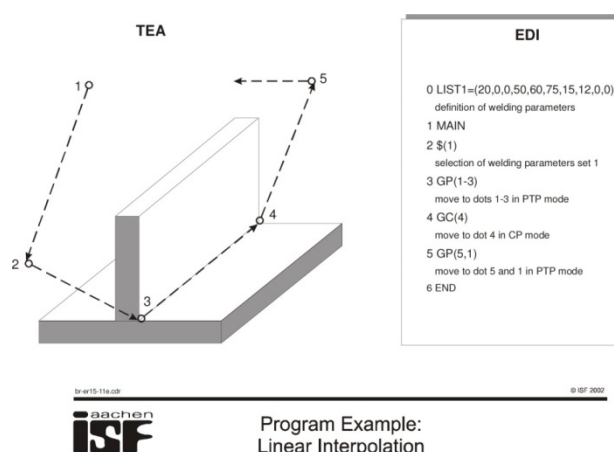 TEA
1
2
3
4
5
EDI
0 LIST1=(20,0,0,50,60,75,15,12,0,0)
definition of welding parameters
1 MAIN
2 $(1)
selection of welding parameters set 1
3 GP(1-3)
move to dots 1-3 in PTP mode
4 GC(4)
move to dot 4 in CP mode
5 GP(5,1)
move to dot 5 and 1 in PTP mode
6 END
br-er15-11e.cdr
© ISF 2002
aachen
isf
Program Example:
Linear Interpolation